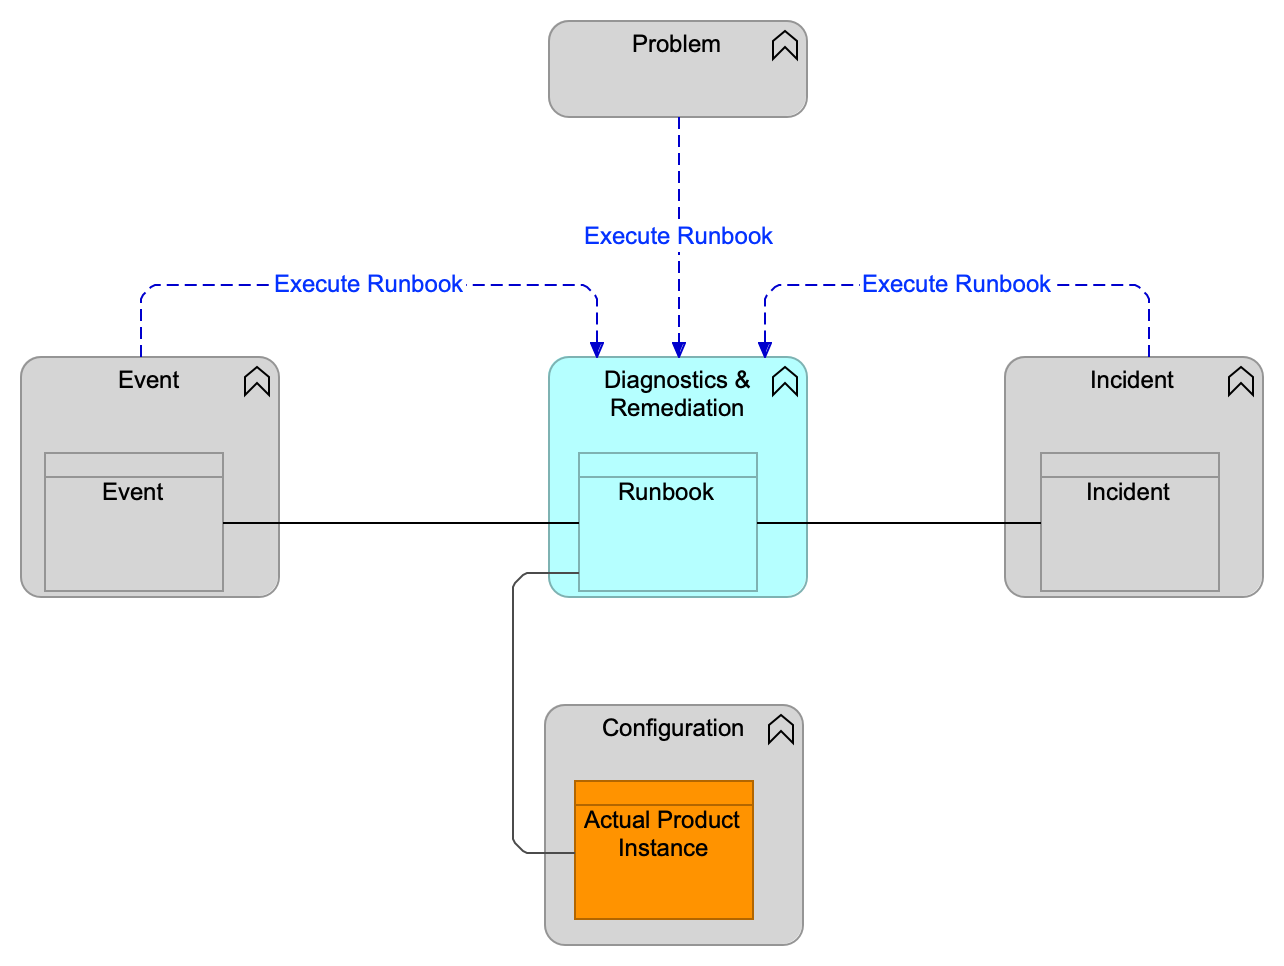 Problem
Execute Runbook
Execute Runbook
Execute Runbook
Event
Diagnostics &
Remediation
Incident
Event
Runbook
Incident
Configuration
Actual Product
Instance